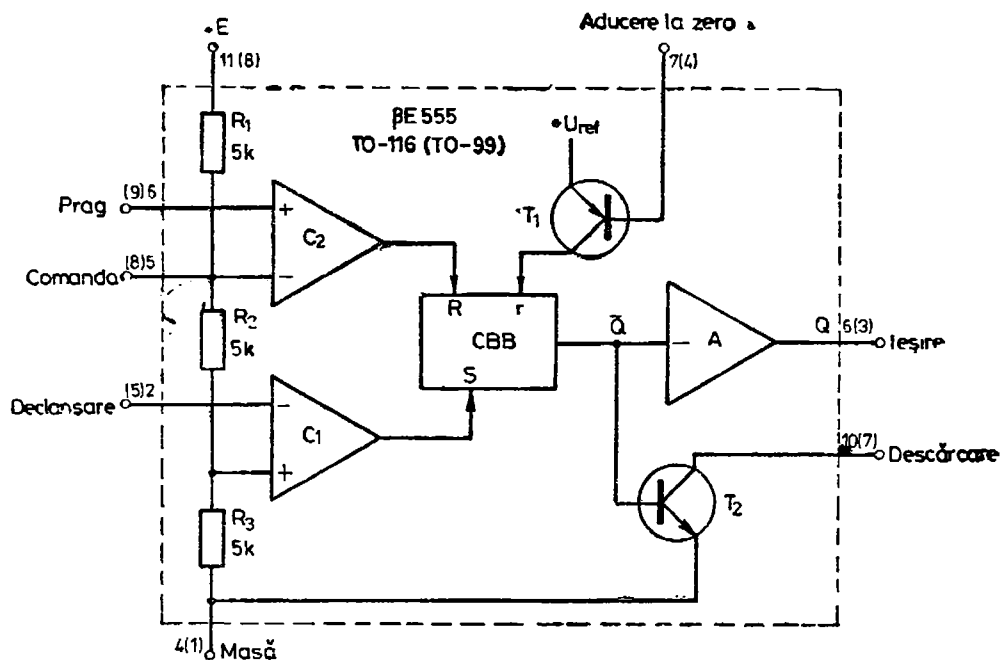 +E
Aducere la zero
11(8)
7(4)
βE 555
TO-116 (TO-99)
+Uref
R1
5k
T1
Prag
(9)6
+
C2
−
Comanda
(8)5
R r
CBB
S
R2
5k
Q̄
−
A
Q
6(3)
Ieșire
Declansare
(5)2
−
C1
+
10(7)
Descărcare
T2
R3
5k
4(1)
Masă